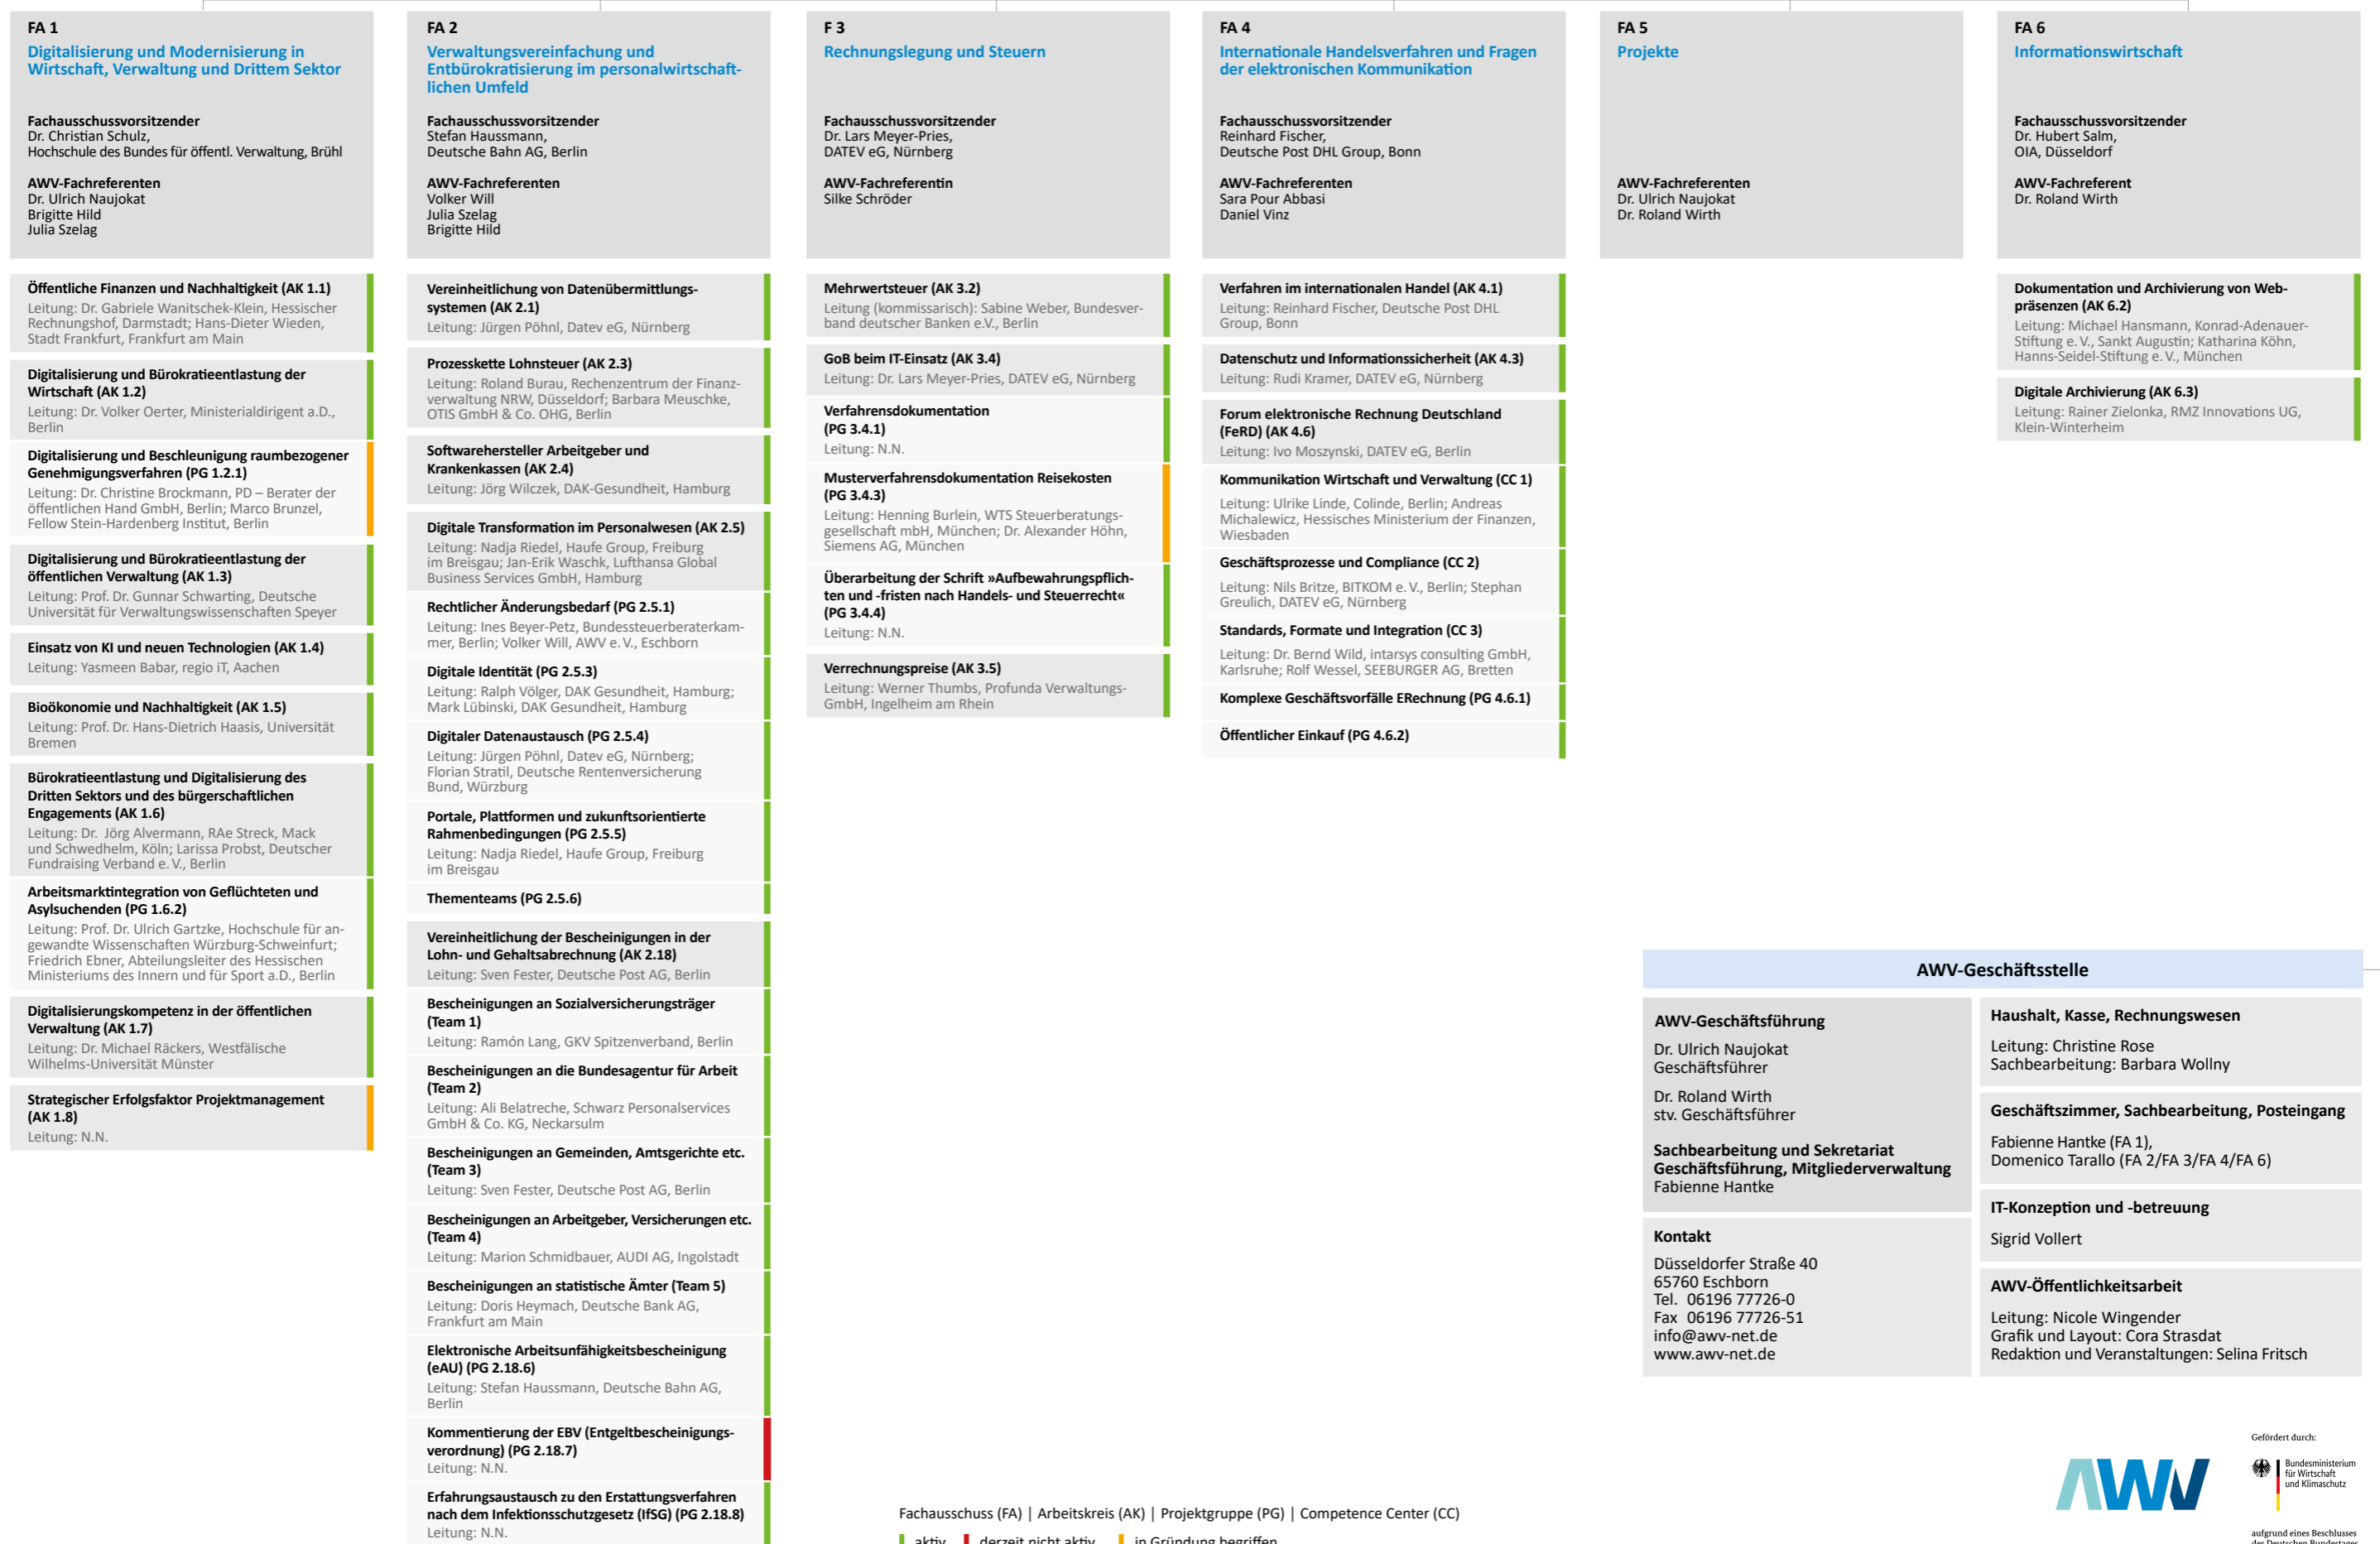 FA 1
Digitalisierung und Modernisierung in
Wirtschaft, Verwaltung und Drittem Sektor
Fachausschussvorsitzender
Dr. Christian Schulz,
Hochschule des Bundes für öffentl. Verwaltung, Brühl
AWV-Fachreferenten
Dr. Ulrich Naujokat
Brigitte Hild
Julia Szelag
Öffentliche Finanzen und Nachhaltigkeit (AK 1.1)
Leitung: Dr. Gabriele Wanitschek-Klein, Hessischer
Rechnungshof, Darmstadt; Hans-Dieter Wieden,
Stadt Frankfurt, Frankfurt am Main
Digitalisierung und Bürokratieentlastung der
Wirtschaft (AK 1.2)
Leitung: Dr. Volker Oerter, Ministerialdirigent a.D.,
Berlin
Digitalisierung und Beschleunigung raumbezogener
Genehmigungsverfahren (PG 1.2.1)
Leitung: Dr. Christine Brockmann, PD – Berater der
öffentlichen Hand GmbH, Berlin; Marco Brunzel,
Fellow Stein-Hardenberg Institut, Berlin
Digitalisierung und Bürokratieentlastung der
öffentlichen Verwaltung (AK 1.3)
Leitung: Prof. Dr. Gunnar Schwarting, Deutsche
Universität für Verwaltungswissenschaften Speyer
Einsatz von KI und neuen Technologien (AK 1.4)
Leitung: Yasmeen Babar, regio iT, Aachen
Bioökonomie und Nachhaltigkeit (AK 1.5)
Leitung: Prof. Dr. Hans-Dietrich Haasis, Universität
Bremen
Bürokratieentlastung und Digitalisierung des
Dritten Sektors und des bürgerschaftlichen
Engagements (AK 1.6)
Leitung: Dr. Jörg Alvermann, RAe Streck, Mack
und Schwedhelm, Köln; Larissa Probst, Deutscher
Fundraising Verband e. V., Berlin
Arbeitsmarktintegration von Geflüchteten und
Asylsuchenden (PG 1.6.2)
Leitung: Prof. Dr. Ulrich Gartzke, Hochschule für an-
gewandte Wissenschaften Würzburg-Schweinfurt;
Friedrich Ebner, Abteilungsleiter des Hessischen
Ministeriums des Innern und für Sport a.D., Berlin
Digitalisierungskompetenz in der öffentlichen
Verwaltung (AK 1.7)
Leitung: Dr. Michael Räckers, Westfälische
Wilhelms-Universität Münster
Strategischer Erfolgsfaktor Projektmanagement
(AK 1.8)
Leitung: N.N.
FA 2
Verwaltungsvereinfachung und
Entbürokratisierung im personalwirtschaft-
lichen Umfeld
Fachausschussvorsitzender
Stefan Haussmann,
Deutsche Bahn AG, Berlin
AWV-Fachreferenten
Volker Will
Julia Szelag
Brigitte Hild
Vereinheitlichung von Datenübermittlungs-
systemen (AK 2.1)
Leitung: Jürgen Pöhnl, Datev eG, Nürnberg
Prozesskette Lohnsteuer (AK 2.3)
Leitung: Roland Burau, Rechenzentrum der Finanz-
verwaltung NRW, Düsseldorf; Barbara Meuschke,
OTIS GmbH & Co. OHG, Berlin
Softwarehersteller Arbeitgeber und
Krankenkassen (AK 2.4)
Leitung: Jörg Wilczek, DAK-Gesundheit, Hamburg
Digitale Transformation im Personalwesen (AK 2.5)
Leitung: Nadja Riedel, Haufe Group, Freiburg
im Breisgau; Jan-Erik Waschk, Lufthansa Global
Business Services GmbH, Hamburg
Rechtlicher Änderungsbedarf (PG 2.5.1)
Leitung: Ines Beyer-Petz, Bundessteuerberaterkam-
mer, Berlin; Volker Will, AWV e. V., Eschborn
Digitale Identität (PG 2.5.3)
Leitung: Ralph Völger, DAK Gesundheit, Hamburg;
Mark Lübinski, DAK Gesundheit, Hamburg
Digitaler Datenaustausch (PG 2.5.4)
Leitung: Jürgen Pöhnl, Datev eG, Nürnberg;
Florian Stratil, Deutsche Rentenversicherung
Bund, Würzburg
Portale, Plattformen und zukunftsorientierte
Rahmenbedingungen (PG 2.5.5)
Leitung: Nadja Riedel, Haufe Group, Freiburg
im Breisgau
Thementeams (PG 2.5.6)
Vereinheitlichung der Bescheinigungen in der
Lohn- und Gehaltsabrechnung (AK 2.18)
Leitung: Sven Fester, Deutsche Post AG, Berlin
Bescheinigungen an Sozialversicherungsträger
(Team 1)
Leitung: Ramón Lang, GKV Spitzenverband, Berlin
Bescheinigungen an die Bundesagentur für Arbeit
(Team 2)
Leitung: Ali Belatreche, Schwarz Personalservices
GmbH & Co. KG, Neckarsulm
Bescheinigungen an Gemeinden, Amtsgerichte etc.
(Team 3)
Leitung: Sven Fester, Deutsche Post AG, Berlin
Bescheinigungen an Arbeitgeber, Versicherungen etc.
(Team 4)
Leitung: Marion Schmidbauer, AUDI AG, Ingolstadt
Bescheinigungen an statistische Ämter (Team 5)
Leitung: Doris Heymach, Deutsche Bank AG,
Frankfurt am Main
Elektronische Arbeitsunfähigkeitsbescheinigung
(eAU) (PG 2.18.6)
Leitung: Stefan Haussmann, Deutsche Bahn AG,
Berlin
Kommentierung der EBV (Entgeltbescheinigungs-
verordnung) (PG 2.18.7)
Leitung: N.N.
Erfahrungsaustausch zu den Erstattungsverfahren
nach dem Infektionsschutzgesetz (IfSG) (PG 2.18.8)
Leitung: N.N.
F 3
Rechnungslegung und Steuern
Fachausschussvorsitzender
Dr. Lars Meyer-Pries,
DATEV eG, Nürnberg
AWV-Fachreferentin
Silke Schröder
Mehrwertsteuer (AK 3.2)
Leitung (kommissarisch): Sabine Weber, Bundesver-
band deutscher Banken e.V., Berlin
GoB beim IT-Einsatz (AK 3.4)
Leitung: Dr. Lars Meyer-Pries, DATEV eG, Nürnberg
Verfahrensdokumentation
(PG 3.4.1)
Leitung: N.N.
Musterverfahrensdokumentation Reisekosten
(PG 3.4.3)
Leitung: Henning Burlein, WTS Steuerberatungs-
gesellschaft mbH, München; Dr. Alexander Höhn,
Siemens AG, München
Überarbeitung der Schrift »Aufbewahrungspflich-
ten und -fristen nach Handels- und Steuerrecht«
(PG 3.4.4)
Leitung: N.N.
Verrechnungspreise (AK 3.5)
Leitung: Werner Thumbs, Profunda Verwaltungs-
GmbH, Ingelheim am Rhein
FA 4
Internationale Handelsverfahren und Fragen
der elektronischen Kommunikation
Fachausschussvorsitzender
Reinhard Fischer,
Deutsche Post DHL Group, Bonn
AWV-Fachreferenten
Sara Pour Abbasi
Daniel Vinz
Verfahren im internationalen Handel (AK 4.1)
Leitung: Reinhard Fischer, Deutsche Post DHL
Group, Bonn
Datenschutz und Informationssicherheit (AK 4.3)
Leitung: Rudi Kramer, DATEV eG, Nürnberg
Forum elektronische Rechnung Deutschland
(FeRD) (AK 4.6)
Leitung: Ivo Moszynski, DATEV eG, Berlin
Kommunikation Wirtschaft und Verwaltung (CC 1)
Leitung: Ulrike Linde, Colinde, Berlin; Andreas
Michalewicz, Hessisches Ministerium der Finanzen,
Wiesbaden
Geschäftsprozesse und Compliance (CC 2)
Leitung: Nils Britze, BITKOM e. V., Berlin; Stephan
Greulich, DATEV eG, Nürnberg
Standards, Formate und Integration (CC 3)
Leitung: Dr. Bernd Wild, intarsys consulting GmbH,
Karlsruhe; Rolf Wessel, SEEBURGER AG, Bretten
Komplexe Geschäftsvorfälle ERechnung (PG 4.6.1)
Öffentlicher Einkauf (PG 4.6.2)
FA 5
Projekte
AWV-Fachreferenten
Dr. Ulrich Naujokat
Dr. Roland Wirth
FA 6
Informationswirtschaft
Fachausschussvorsitzender
Dr. Hubert Salm,
OIA, Düsseldorf
AWV-Fachreferent
Dr. Roland Wirth
Dokumentation und Archivierung von Web-
präsenzen (AK 6.2)
Leitung: Michael Hansmann, Konrad-Adenauer-
Stiftung e. V., Sankt Augustin; Katharina Köhn,
Hanns-Seidel-Stiftung e. V., München
Digitale Archivierung (AK 6.3)
Leitung: Rainer Zielonka, RMZ Innovations UG,
Klein-Winterheim
AWV-Geschäftsstelle
AWV-Geschäftsführung
Dr. Ulrich Naujokat
Geschäftsführer
Dr. Roland Wirth
stv. Geschäftsführer
Sachbearbeitung und Sekretariat
Geschäftsführung, Mitgliederverwaltung
Fabienne Hantke
Kontakt
Düsseldorfer Straße 40
65760 Eschborn
Tel. 06196 77726-0
Fax 06196 77726-51
info@awv-net.de
www.awv-net.de
Haushalt, Kasse, Rechnungswesen
Leitung: Christine Rose
Sachbearbeitung: Barbara Wollny
Geschäftszimmer, Sachbearbeitung, Posteingang
Fabienne Hantke (FA 1),
Domenico Tarallo (FA 2/FA 3/FA 4/FA 6)
IT-Konzeption und -betreuung
Sigrid Vollert
AWV-Öffentlichkeitsarbeit
Leitung: Nicole Wingender
Grafik und Layout: Cora Strasdat
Redaktion und Veranstaltungen: Selina Fritsch
Fachausschuss (FA) | Arbeitskreis (AK) | Projektgruppe (PG) | Competence Center (CC)
aktiv derzeit nicht aktiv in Gründung begriffen
AWV
Gefördert durch:
Bundesministerium
für Wirtschaft
und Klimaschutz
aufgrund eines Beschlusses
des Deutschen Bundestages